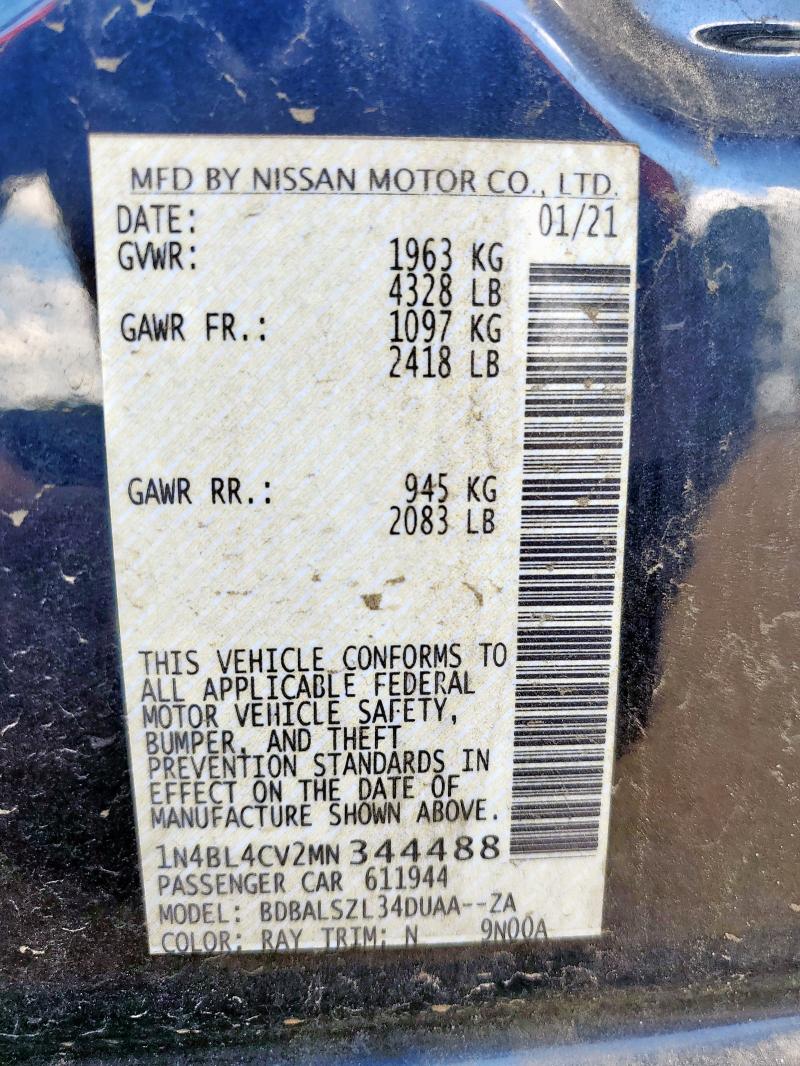 MFD BY NISSAN MOTOR CO., LTD.
DATE: 01/21
GVWR: 1963 KG
4328 LB
GAWR FR.: 1097 KG
2418 LB
GAWR RR.: 945 KG
2083 LB
THIS VEHICLE CONFORMS TO
ALL APPLICABLE FEDERAL
MOTOR VEHICLE SAFETY,
BUMPER, AND THEFT
PREVENTION STANDARDS IN
EFFECT ON THE DATE OF
MANUFACTURE SHOWN ABOVE.
1N4BL4CV2MN344488
PASSENGER CAR 611944
MODEL: BDBALSZL34DUAA--ZA
COLOR: RAY TRIM: N 9N00A